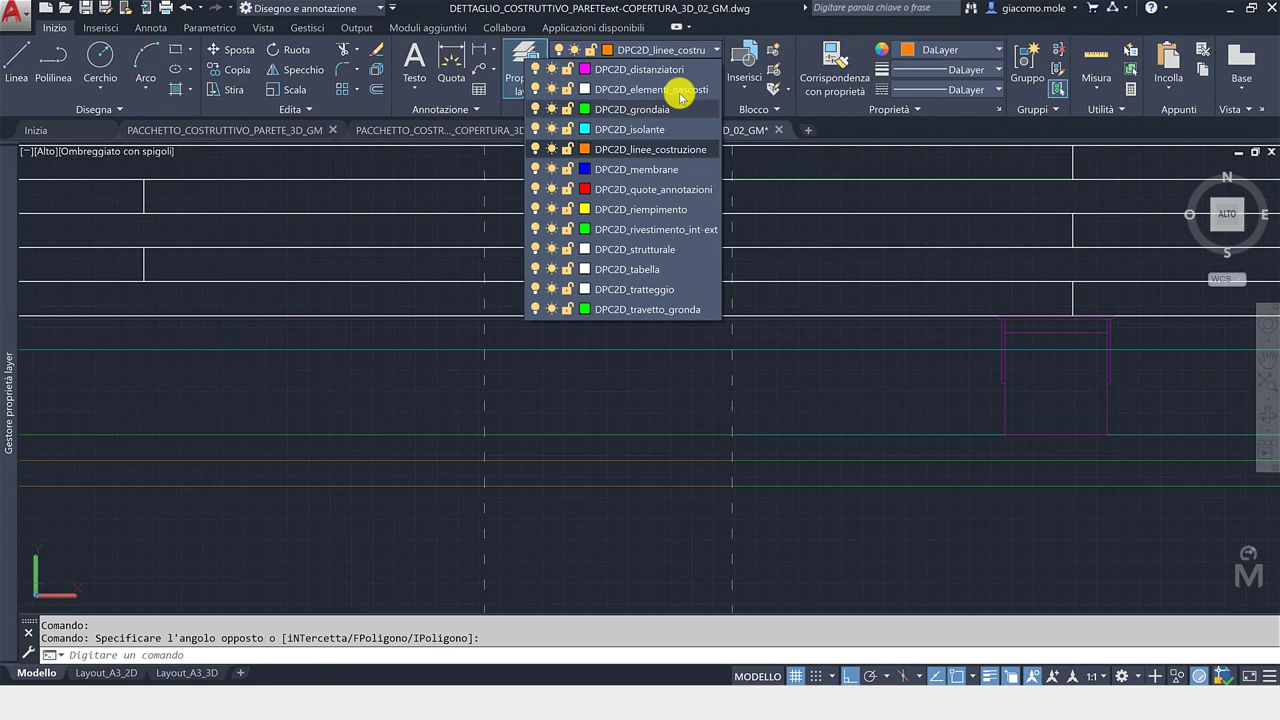 A
Disegno e annotazione
DETTAGLIO_COSTRUTTIVO_PARETEext-COPERTURA_3D_02_GM.dwg
Digitare parola chiave o frase
giacomo.mole
Inizio Inserisci Annota Parametrico Vista Gestisci Output Collabora Moduli aggiuntivi Applicazioni disponibili
Linea Polilinea Cerchio Arco
Sposta Ruota
Copia Specchio
Stira Scala
Testo Quota
DPC2D_linee_costru
Inserisci
Corrispondenza
con proprietà
DaLayer
DaLayer
DaLayer
Gruppo
Misura
Incolla
Base
Disegna Edita Annotazione Blocco Proprietà Gruppi Utilità Vista
Inizia PACCHETTO_COSTRUTTIVO_PARETE_3D_GM PACCHETTO_COSTR..._COPERTURA_3D D_02_GM*
DPC2D_distanziatori
DPC2D_elementi_nascosti
DPC2D_grondaia
DPC2D_isolante
DPC2D_linee_costruzione
DPC2D_membrane
DPC2D_quote_annotazioni
DPC2D_riempimento
DPC2D_rivestimento_int-ext
DPC2D_strutturale
DPC2D_tabella
DPC2D_tratteggio
DPC2D_travetto_gronda
[−][Alto][Ombreggiato con spigoli]
N
O ALTO E
S
WCS
Gestore proprietà layer
Y
X
M
Comando:
Comando: Specificare l'angolo opposto o [iNTercetta/FPoligono/IPoligono]:
Digitare un comando
Modello Layout_A3_2D Layout_A3_3D
MODELLO
1:1